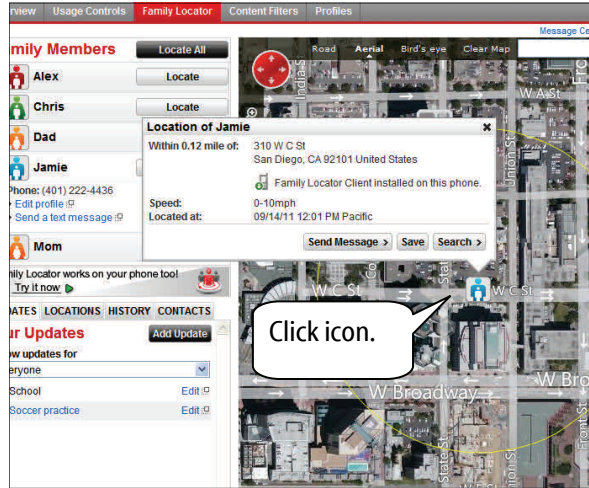 rview Usage Controls Family Locator Content Filters Profiles
Message Ce
mily Members Locate All
Alex Locate
Chris Locate
Dad
Jamie
Phone: (401) 222-4436
Edit profile
Send a text message
Mom
mily Locator works on your phone too!
Try it now
DATES LOCATIONS HISTORY CONTACTS
ur Updates Add Update
ow updates for
eryone
School Edit
Soccer practice Edit
Road Aerial Bird's eye Clear Map
India S
W A St
Union St
Location of Jamie
Within 0.12 mile of: 310 W C St
San Diego, CA 92101 United States
Family Locator Client installed on this phone.
Speed: 0-10mph
Located at: 09/14/11 12:01 PM Pacific
Send Message > Save Search >
Co
Stat
W C St
W C St
Click icon.
W Broadway
W Bro
State St
nion St
Front St